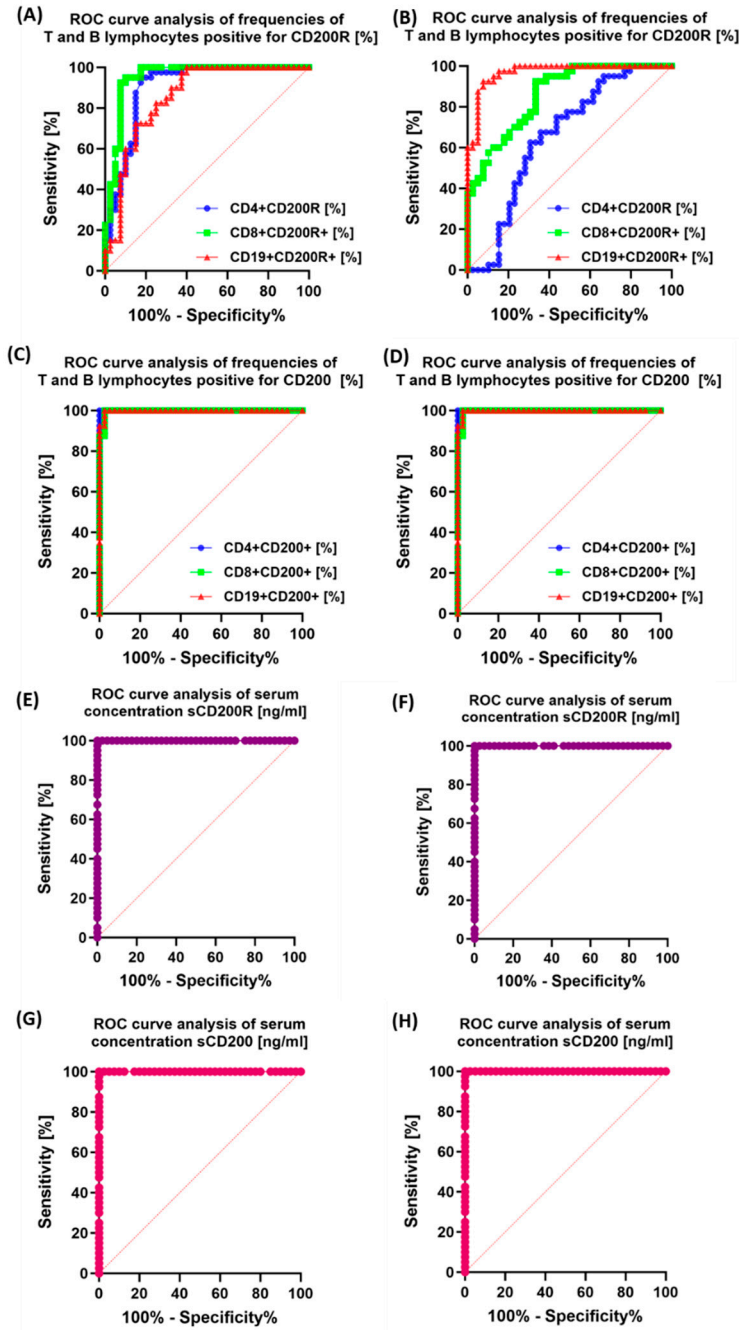 (A)
ROC curve analysis of frequencies of
T and B lymphocytes positive for CD200R [%]
Sensitivity [%]
100
80
60
40
20
0
CD4+CD200R [%]
CD8+CD200R+ [%]
CD19+CD200R+ [%]
0 20 40 60 80 100
100% - Specificity%
(B)
ROC curve analysis of frequencies of
T and B lymphocytes positive for CD200R [%]
Sensitivity [%]
100
80
60
40
20
0
CD4+CD200R [%]
CD8+CD200R+ [%]
CD19+CD200R+ [%]
0 20 40 60 80 100
100% - Specificity%
(C)
ROC curve analysis of frequencies of
T and B lymphocytes positive for CD200 [%]
Sensitivity [%]
100
80
60
40
20
0
CD4+CD200+ [%]
CD8+CD200+ [%]
CD19+CD200+ [%]
0 20 40 60 80 100
100% - Specificity%
(D)
ROC curve analysis of frequencies of
T and B lymphocytes positive for CD200 [%]
Sensitivity [%]
100
80
60
40
20
0
CD4+CD200+ [%]
CD8+CD200+ [%]
CD19+CD200+ [%]
0 20 40 60 80 100
100% - Specificity%
(E)
ROC curve analysis of serum
concentration sCD200R [ng/ml]
Sensitivity [%]
100
80
60
40
20
0
0 20 40 60 80 100
100% - Specificity%
(F)
ROC curve analysis of serum
concentration sCD200R [ng/ml]
Sensitivity [%]
100
80
60
40
20
0
0 20 40 60 80 100
100% - Specificity%
(G)
ROC curve analysis of serum
concentration sCD200 [ng/ml]
Sensitivity [%]
100
80
60
40
20
0
0 20 40 60 80 100
100% - Specificity%
(H)
ROC curve analysis of serum
concentration sCD200 [ng/ml]
Sensitivity [%]
100
80
60
40
20
0
0 20 40 60 80 100
100% - Specificity%